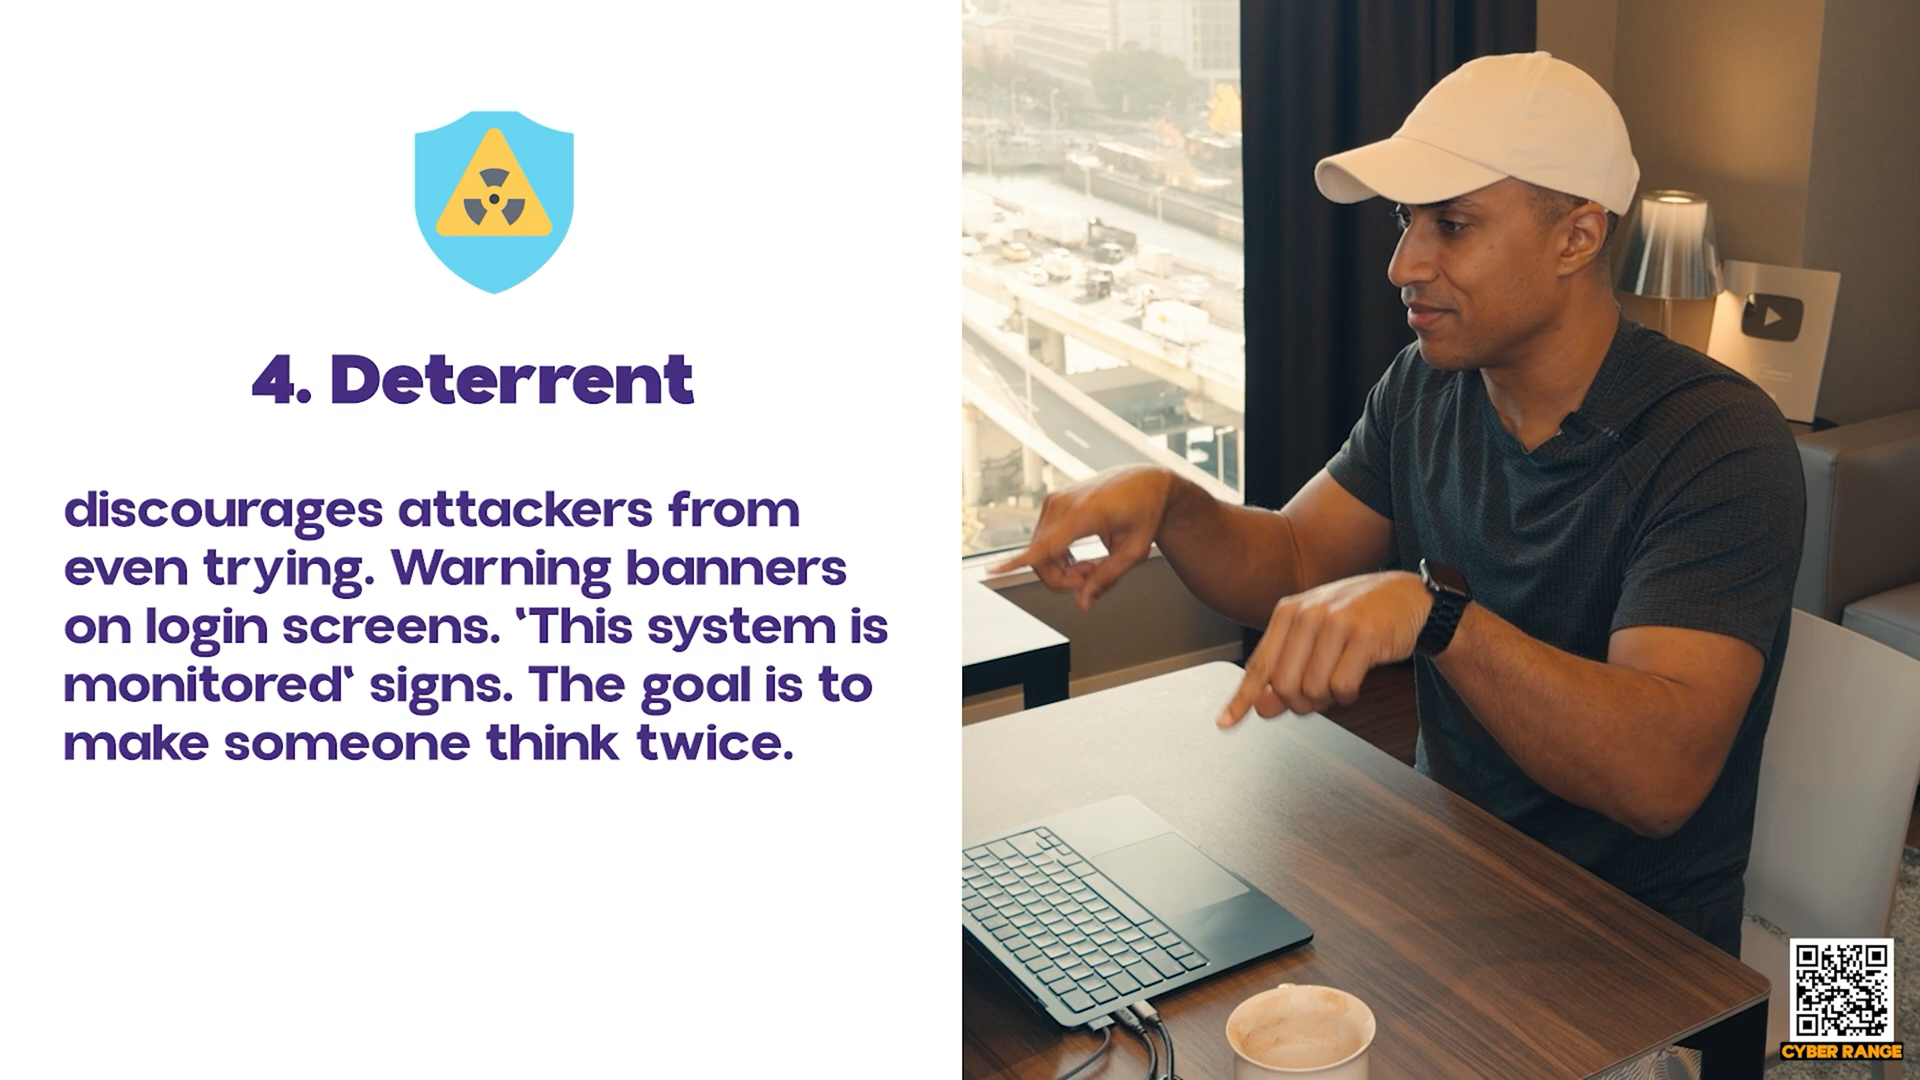 4. Deterrent
discourages attackers from
even trying. Warning banners
on login screens. ‘This system is
monitored‘ signs. The goal is to
make someone think twice.
CYBER RANGE